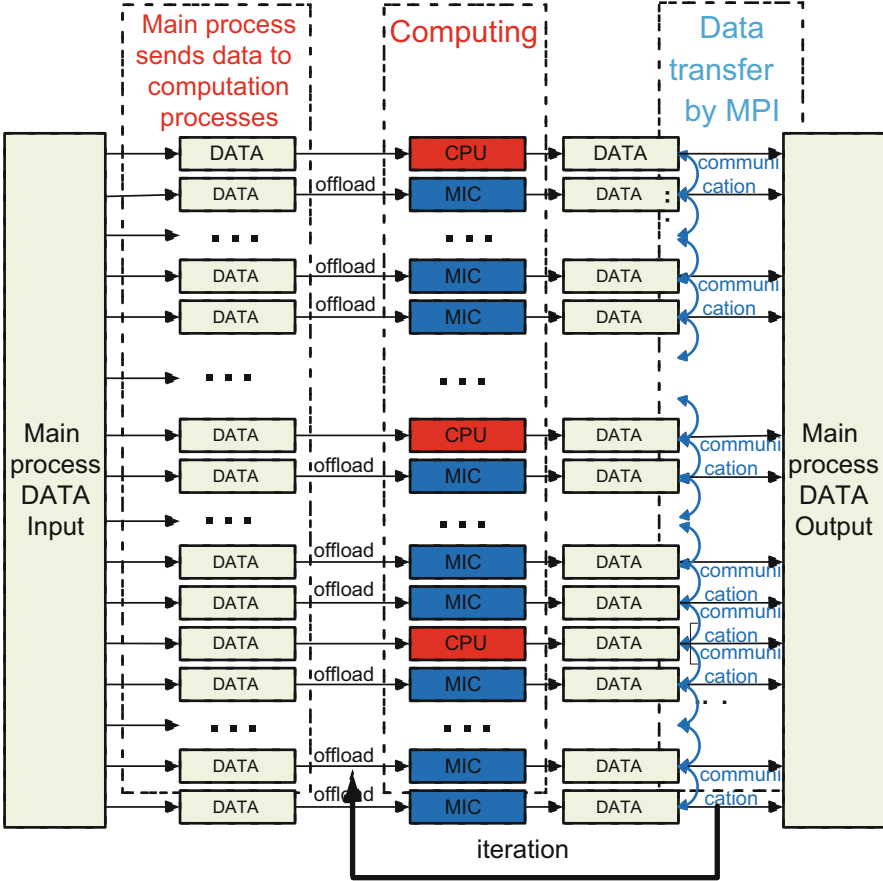 Main process
sends data to
computation
processes
Computing
Data
transfer
by MPI
DATA
CPU
DATA
communi
cation
DATA
offload
MIC
DATA
...
...
DATA
offload
MIC
DATA
communi
cation
DATA
offload
MIC
DATA
...
...
Main
process
DATA
Input
DATA
CPU
DATA
communi
cation
DATA
offload
MIC
DATA
Main
process
DATA
Output
...
...
DATA
offload
MIC
DATA
communi
cation
DATA
offload
MIC
DATA
communi
cation
DATA
CPU
DATA
communi
cation
DATA
offload
MIC
DATA
...
...
DATA
offload
MIC
DATA
communi
cation
DATA
offload
MIC
DATA
iteration